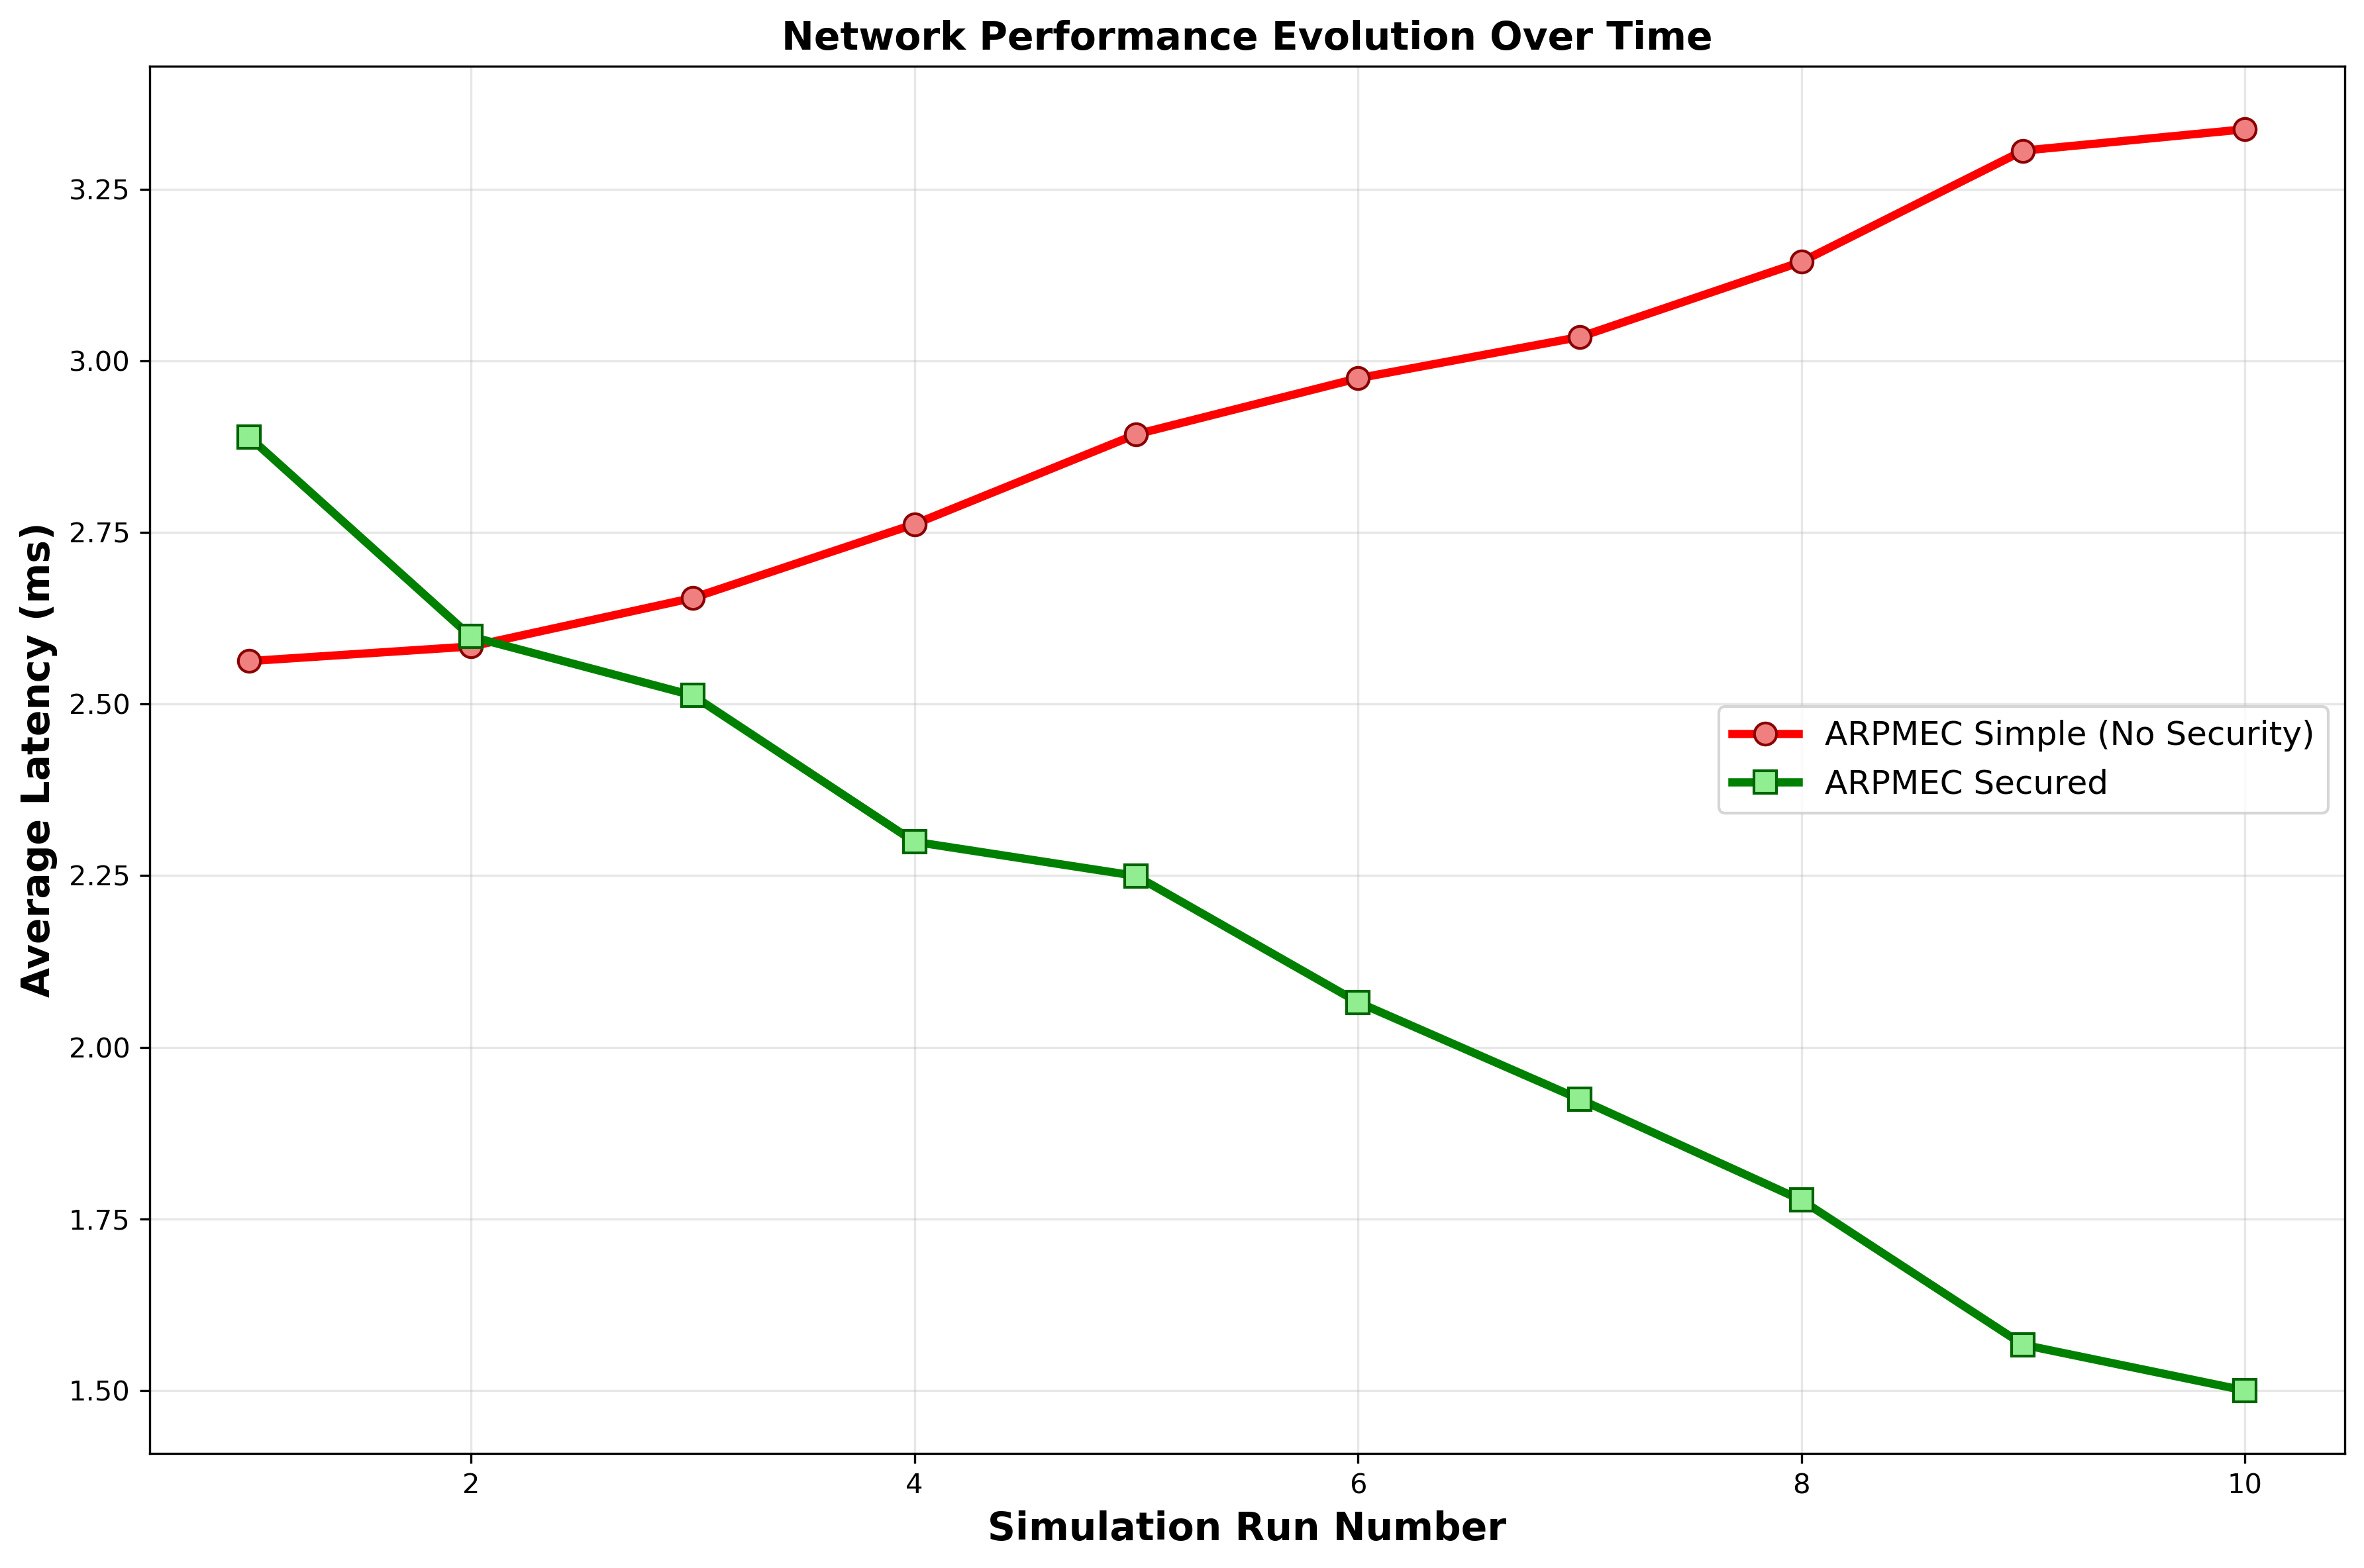 Network Performance Evolution Over Time
Average Latency (ms)
3.25
3.00
2.75
2.50
2.25
2.00
1.75
1.50
ARPMEC Simple (No Security)
ARPMEC Secured
2
4
6
8
10
Simulation Run Number